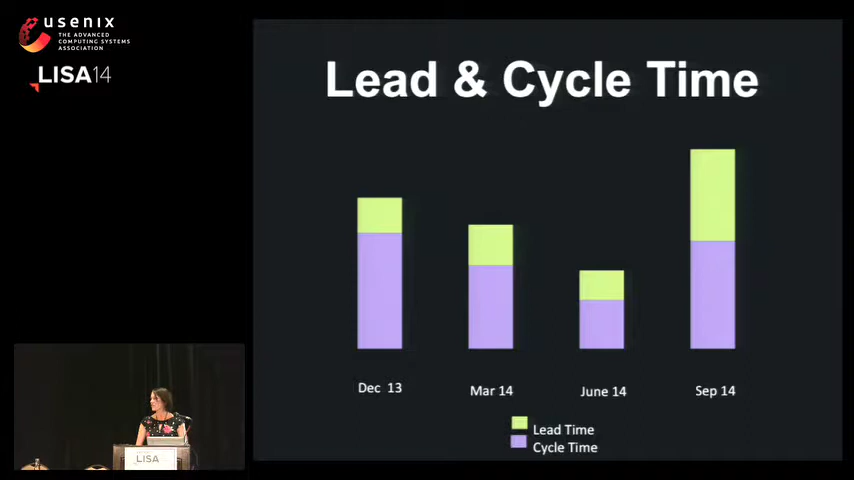 usenix
THE ADVANCED
COMPUTING SYSTEMS
ASSOCIATION
LISA14
Lead & Cycle Time
Dec 13
Mar 14
June 14
Sep 14
Lead Time
Cycle Time
LISA